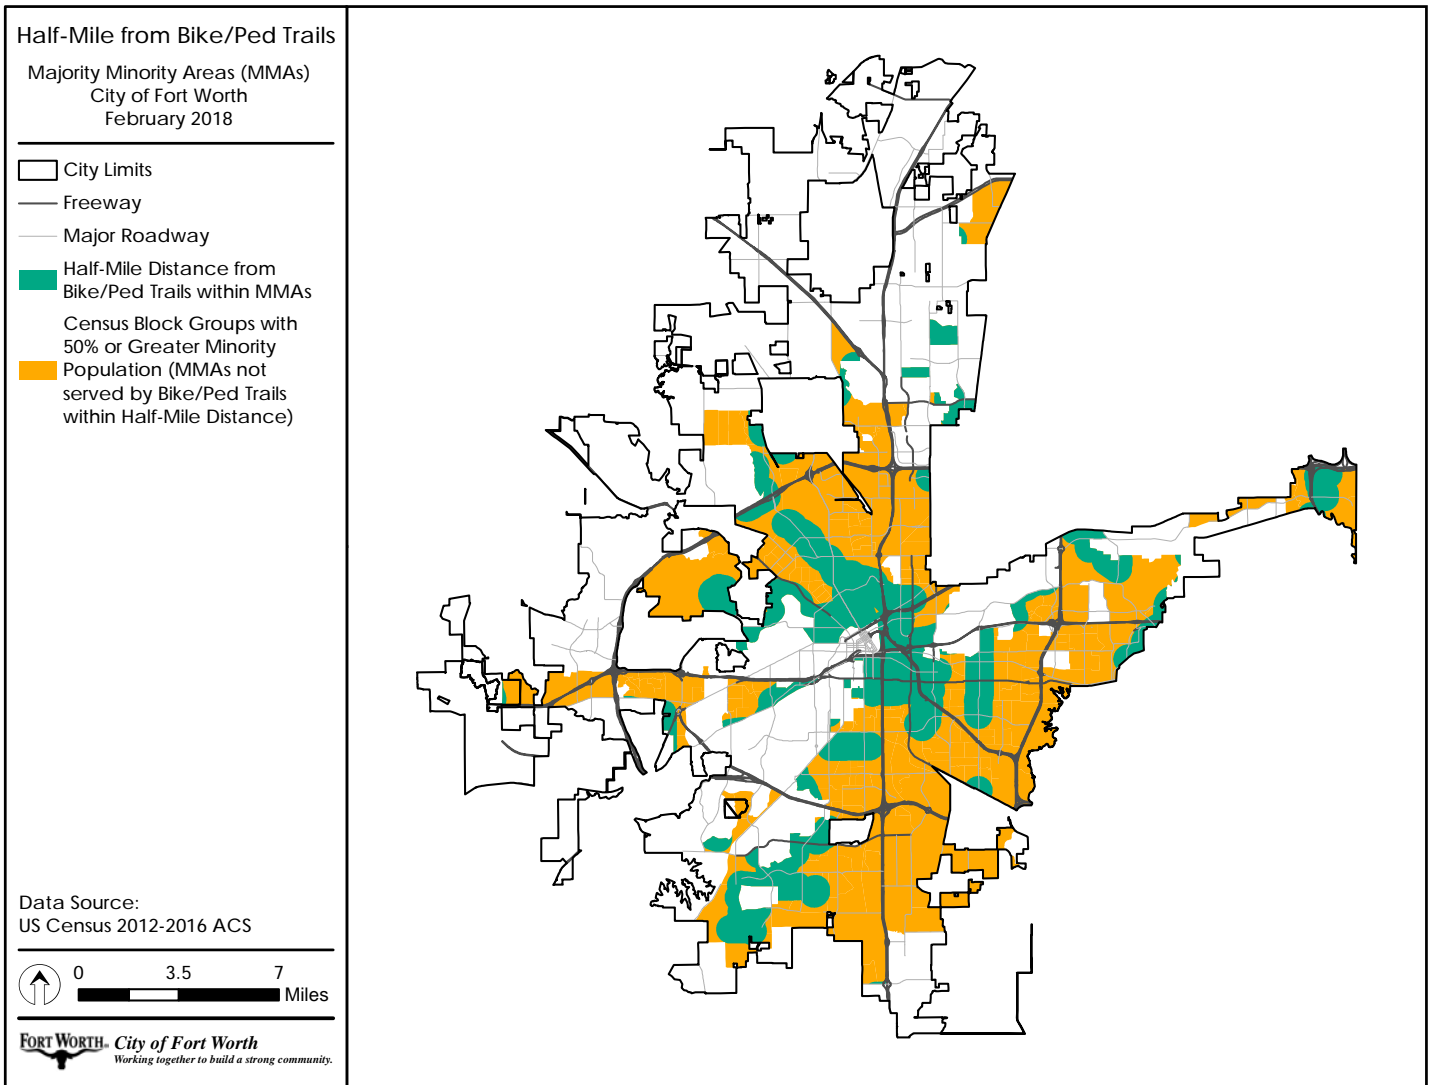 Half-Mile from Bike/Ped Trails
Majority Minority Areas (MMAs)
City of Fort Worth
February 2018
City Limits
Freeway
Major Roadway
Half-Mile Distance from
Bike/Ped Trails within MMAs
Census Block Groups with
50% or Greater Minority
Population (MMAs not
served by Bike/Ped Trails
within Half-Mile Distance)
Data Source:
US Census 2012-2016 ACS
0 3.5 7
Miles
FORT WORTH®
City of Fort Worth
Working together to build a strong community.